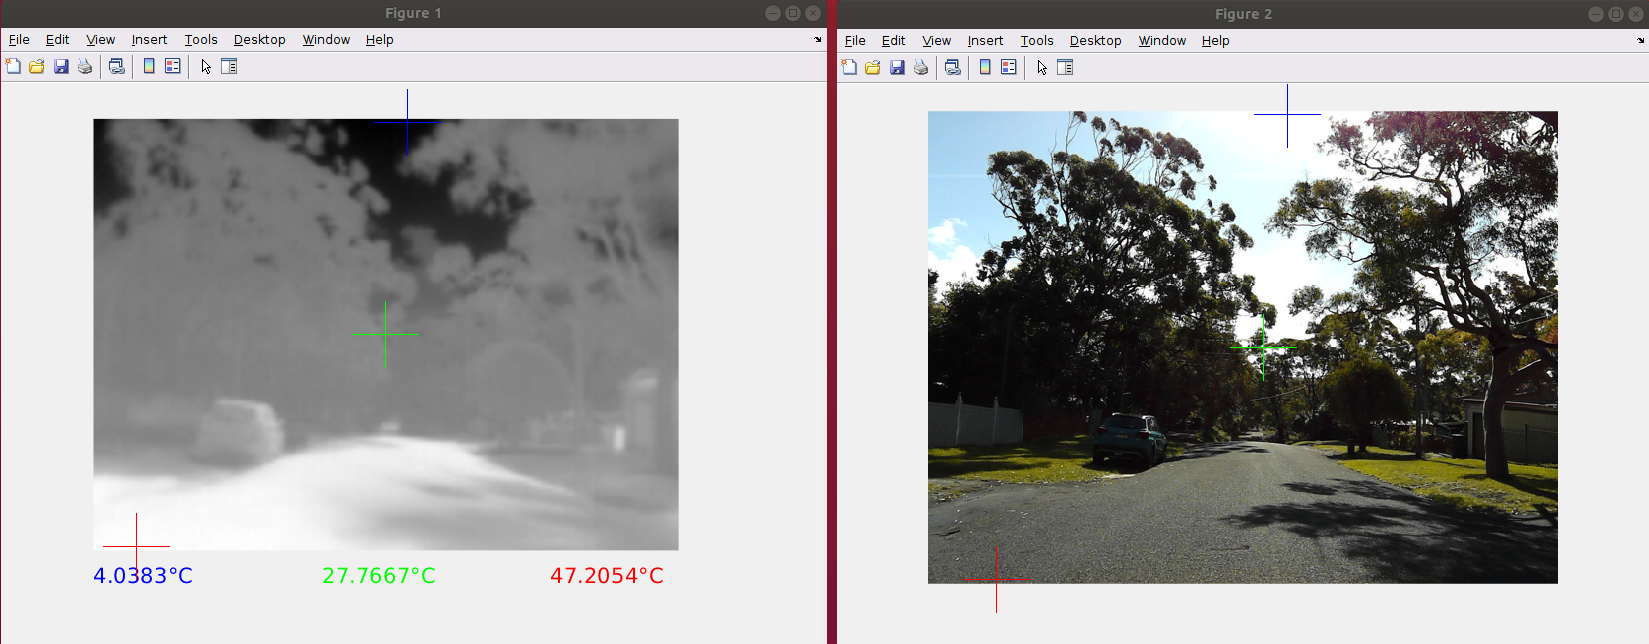 Figure 1
File Edit View Insert Tools Desktop Window Help
4.0383°C 27.7667°C 47.2054°C
Figure 2
File Edit View Insert Tools Desktop Window Help